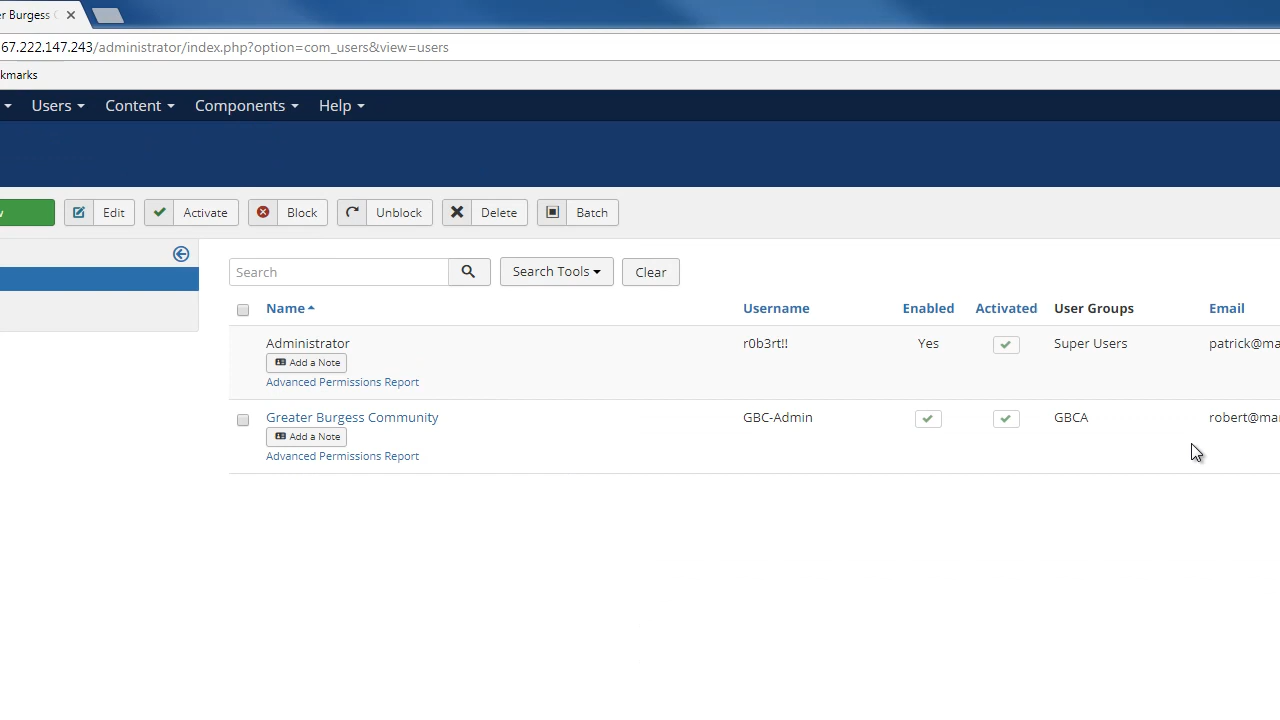 er Burgess C
67.222.147.243/administrator/index.php?option=com_users&view=users
kmarks
Users Content Components Help
Edit Activate Block Unblock Delete Batch
Search Search Tools Clear
Name Username Enabled Activated User Groups Email
Administrator r0b3rt!! Yes Super Users patrick@ma
Add a Note
Advanced Permissions Report
Greater Burgess Community GBC-Admin GBCA robert@ma
Add a Note
Advanced Permissions Report